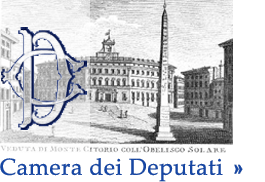 VEDUTA DI MONTE CITORIO COLL'OBELISCO SOLARE
Camera dei Deputati »